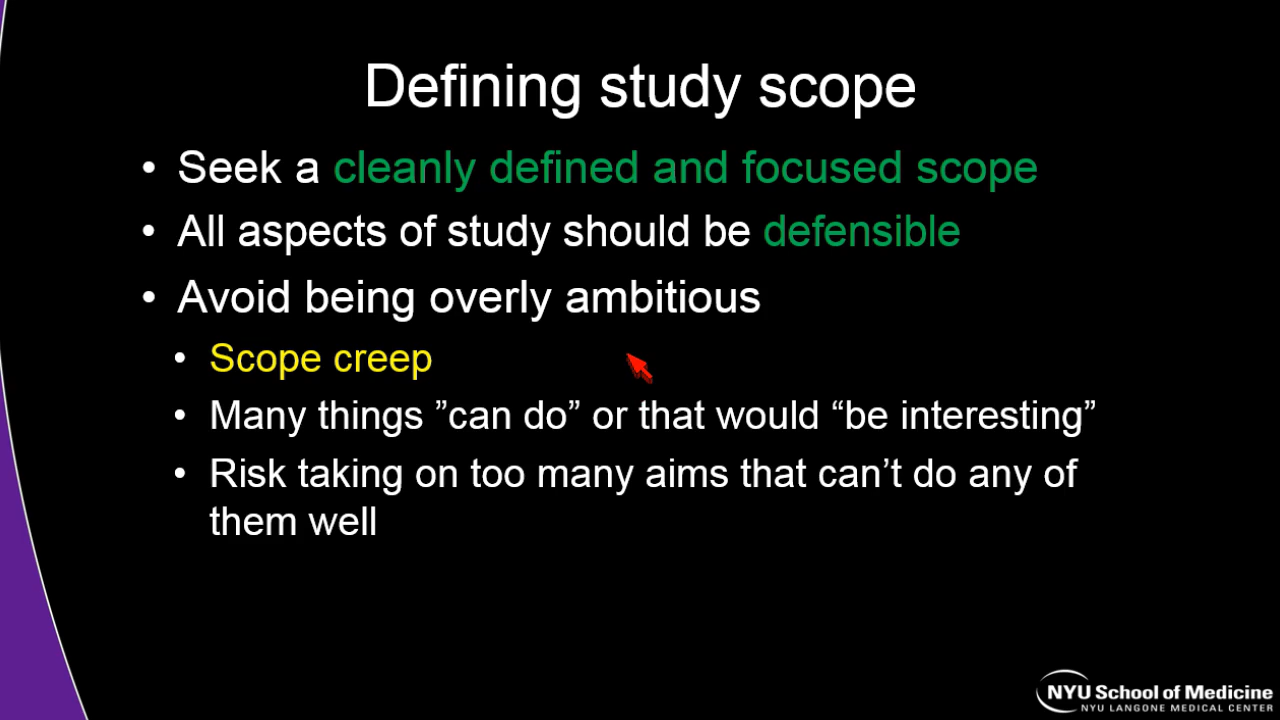 Defining study scope
• Seek a cleanly defined and focused scope
• All aspects of study should be defensible
• Avoid being overly ambitious
• Scope creep
• Many things ”can do” or that would “be interesting”
• Risk taking on too many aims that can’t do any of
them well
NYU School of Medicine
NYU LANGONE MEDICAL CENTER